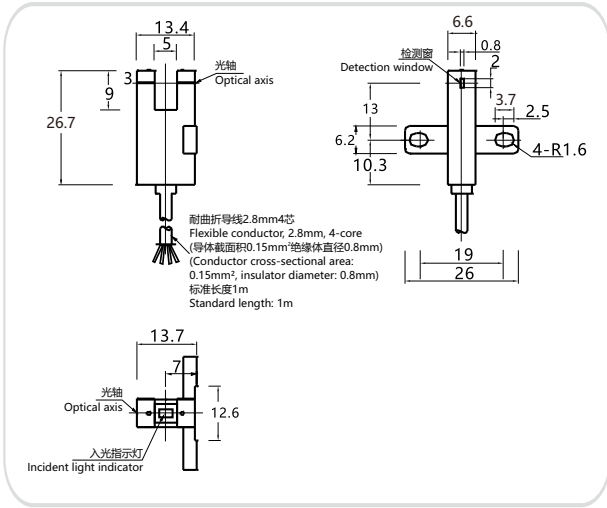 13.4
5
光轴
Optical axis
3
9
26.7
耐曲折导线2.8mm4芯
Flexible conductor, 2.8mm, 4-core
(导体截面积0.15mm²绝缘体直径0.8mm)
(Conductor cross-sectional area:
0.15mm², insulator diameter: 0.8mm)
标准长度1m
Standard length: 1m
6.6
0.8
检测窗
Detection window
2
13
3.7
2.5
6.2
4-R1.6
10.3
19
26
13.7
7
光轴
Optical axis
12.6
入光指示灯
Incident light indicator